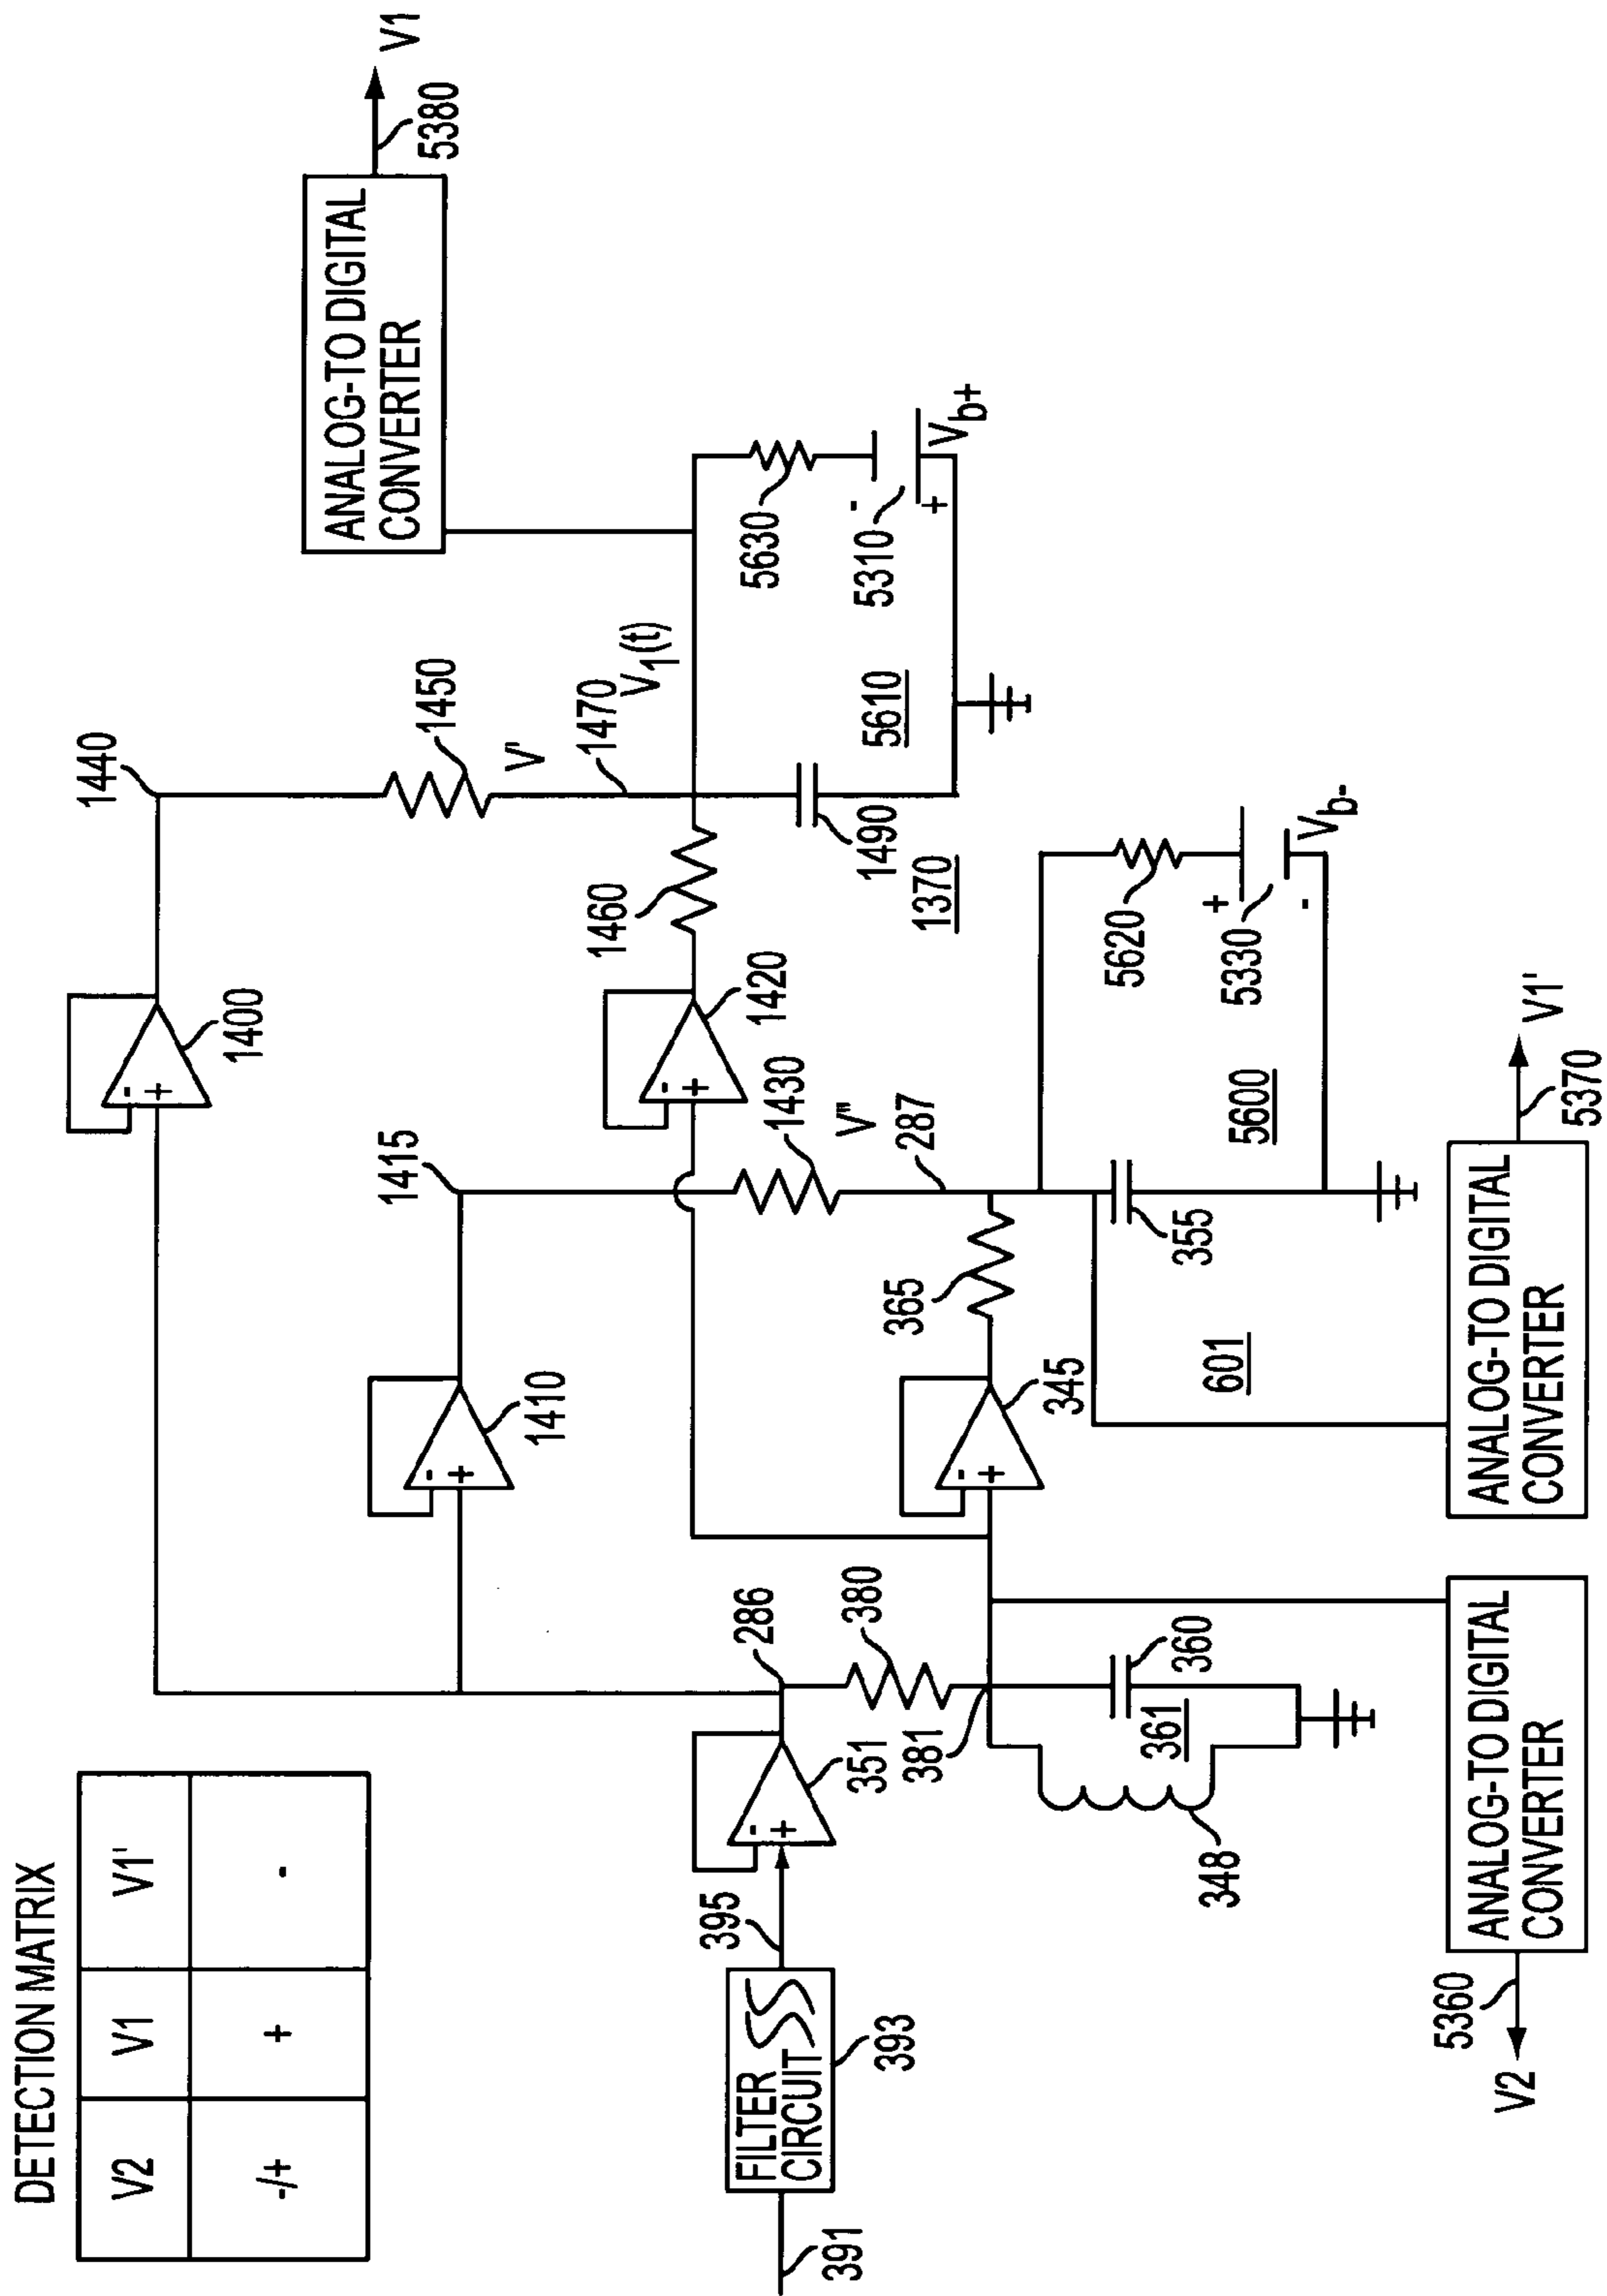 DETECTION MATRIX
V2 V1 V1'
-/+ + -
391
FILTER
CIRCUIT
393
395
-
+
351
286
380
381
361
360
348
ANALOG-TO DIGITAL
CONVERTER
5360
V2
-
+
1410
1415
-
+
1400
1440
1450
V'
1470
V1(t)
-
+
1420
1460
1430
V"
287
-
+
345
365
355
601
5600
5620
+
5330
-
Vb-
ANALOG-TO DIGITAL
CONVERTER
5370
V1'
1490
1370
5610
5630
-
5310
+
Vb+
ANALOG-TO DIGITAL
CONVERTER
5380
V1